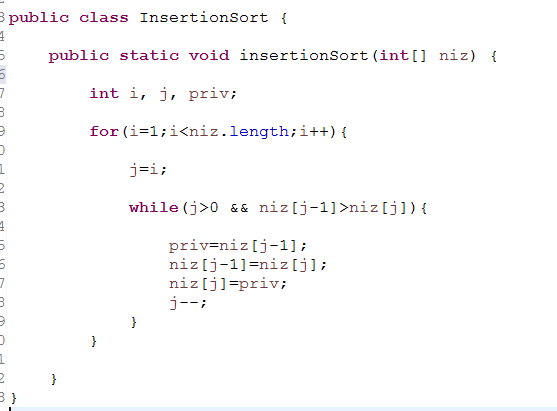 3 public class InsertionSort {
4
5 public static void insertionSort(int[] niz) {
6
7 int i, j, priv;
8
9 for(i=1;i<niz.length;i++){
0
1 j=i;
2
3 while(j>0 && niz[j-1]>niz[j]){
4
5 priv=niz[j-1];
6 niz[j-1]=niz[j];
7 niz[j]=priv;
8 j--;
9 }
0 }
1
2 }
3 }